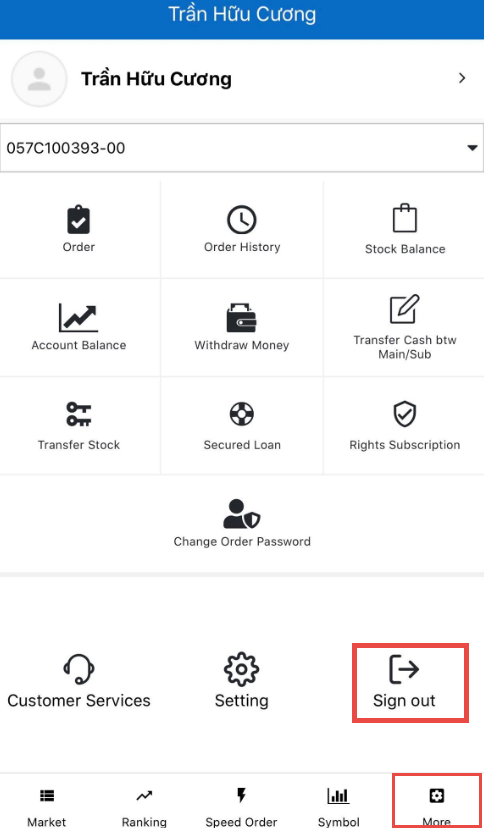 Trần Hữu Cương
Trần Hữu Cương
057C100393-00
Order
Order History
Stock Balance
Account Balance
Withdraw Money
Transfer Cash btw
Main/Sub
Transfer Stock
Secured Loan
Rights Subscription
Change Order Password
Customer Services
Setting
Sign out
Market
Ranking
Speed Order
Symbol
More